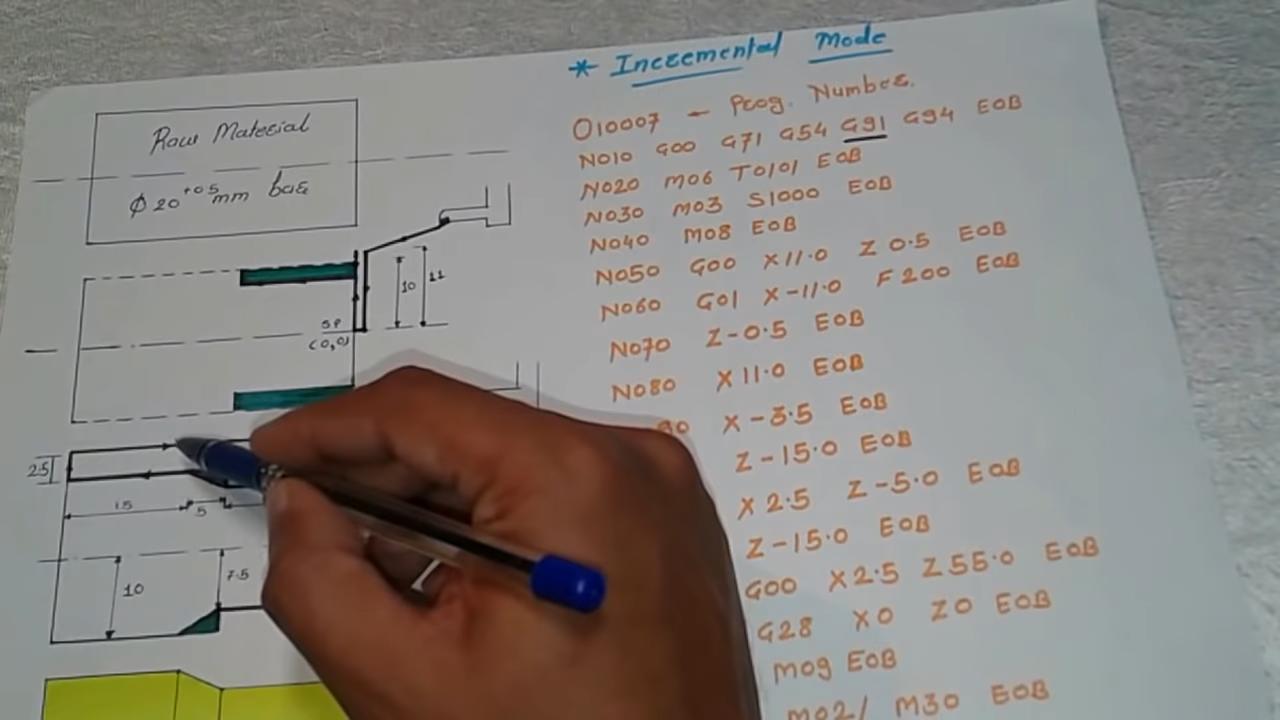 * Incremental Mode
O10007 - Prog. Number.
N010 G00 G71 G54 G91 G94 EOB
N020 M06 T0101 EOB
N030 M03 S1000 EOB
N040 M08 EOB
N050 G00 X11.0 Z0.5 EOB
N060 G01 X-11.0 F200 EOB
N070 Z-0.5 EOB
N080 X11.0 EOB
90 X-3.5 EOB
Z-15.0 EOB
X2.5 Z-5.0 EOB
Z-15.0 EOB
G00 X2.5 Z55.0 EOB
G28 X0 Z0 EOB
M09 EOB
M02/ M30 EOB
Raw Material
Ø20 +0.5 mm bar
10
11
SP
(0,0)
2.5
15
5
10
7.5